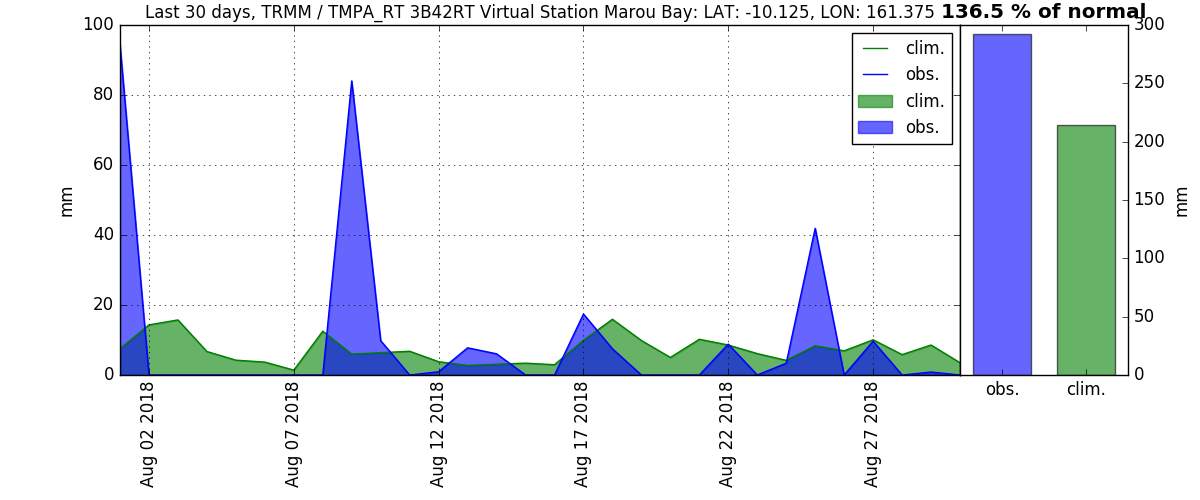 Last 30 days, TRMM / TMPA_RT 3B42RT Virtual Station Marou Bay: LAT: -10.125, LON: 161.375 136.5 % of normal
100
80
60
40
20
0
mm
clim.
obs.
clim.
obs.
Aug 02 2018
Aug 07 2018
Aug 12 2018
Aug 17 2018
Aug 22 2018
Aug 27 2018
300
250
200
150
100
50
0
mm
obs. clim.